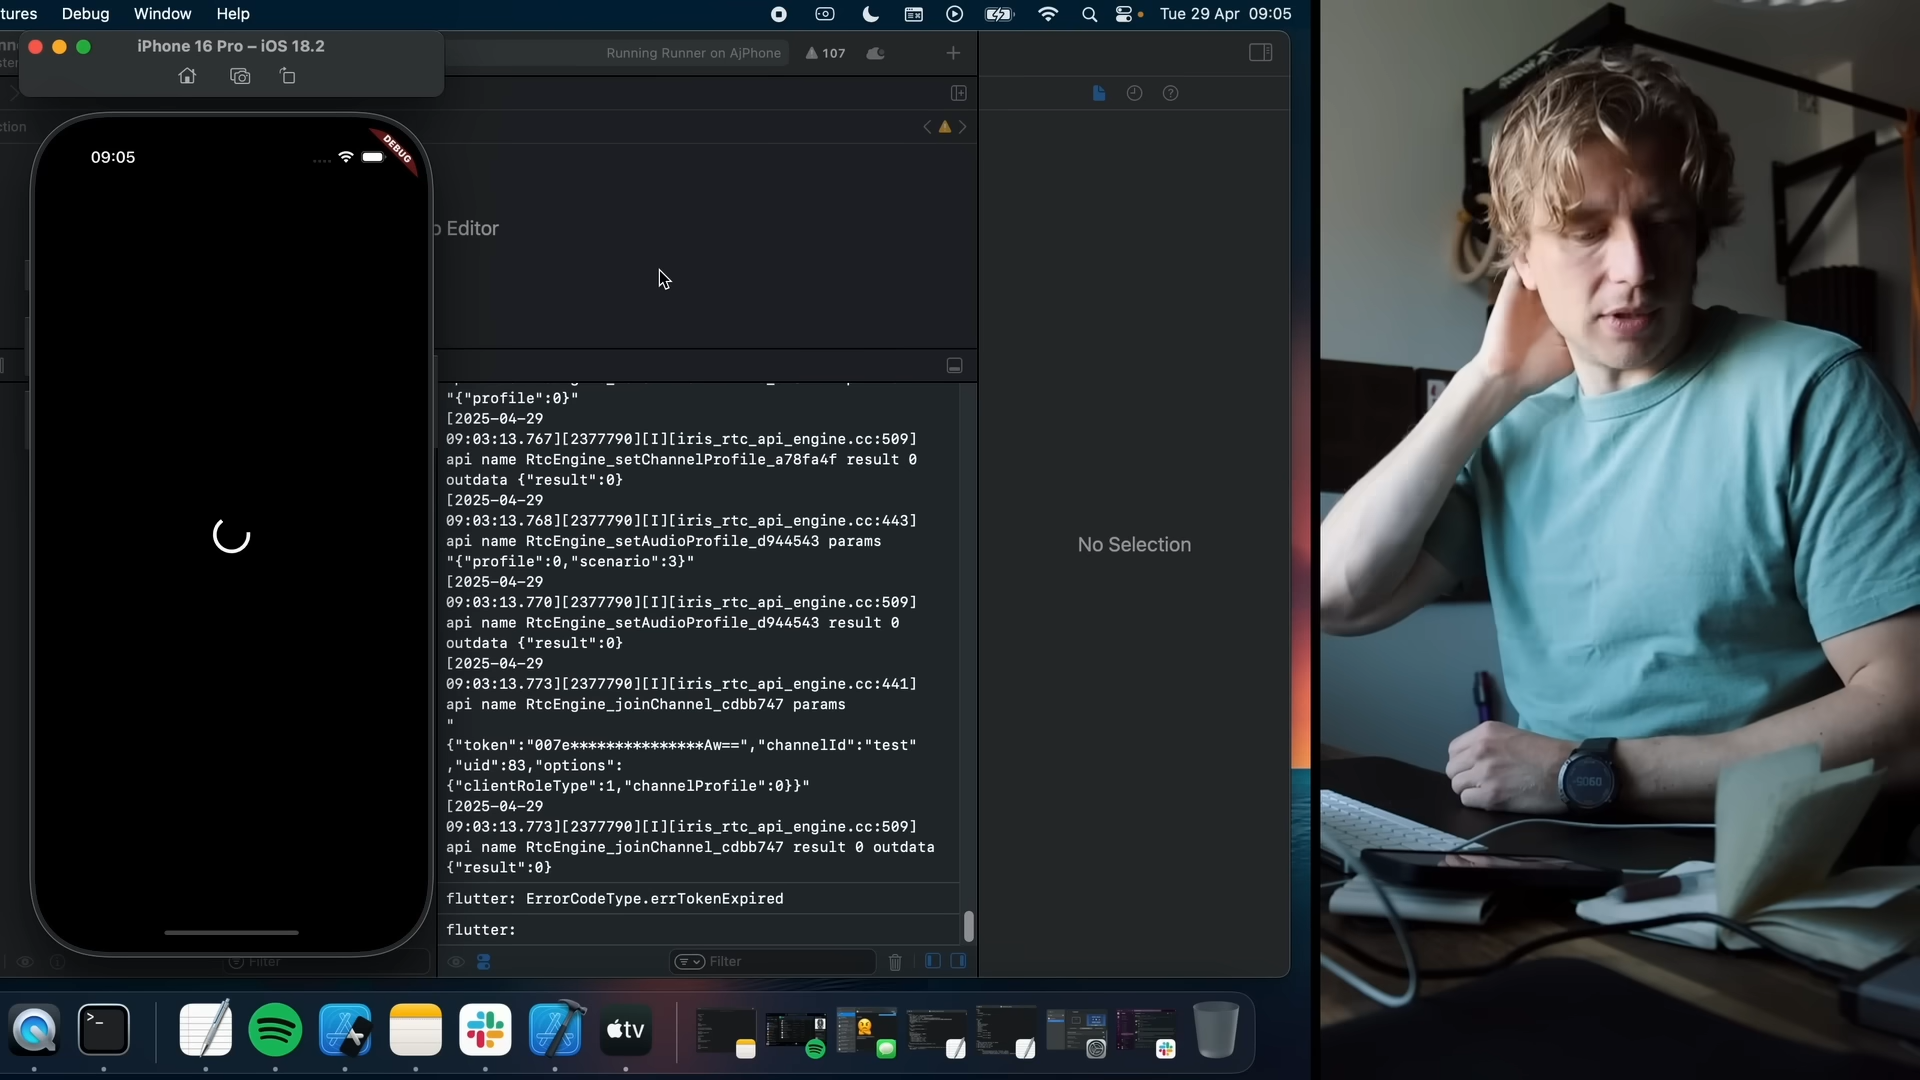 tures Debug Window Help Tue 29 Apr 09:05
iPhone 16 Pro – iOS 18.2
Running Runner on AjPhone 107
ction
09:05
DEBUG
o Editor
"{"profile":0}"
[2025-04-29
09:03:13.767][2377790][I][iris_rtc_api_engine.cc:509]
api name RtcEngine_setChannelProfile_a78fa4f result 0
outdata {"result":0}
[2025-04-29
09:03:13.768][2377790][I][iris_rtc_api_engine.cc:443]
api name RtcEngine_setAudioProfile_d944543 params
"{"profile":0,"scenario":3}"
[2025-04-29
09:03:13.770][2377790][I][iris_rtc_api_engine.cc:509]
api name RtcEngine_setAudioProfile_d944543 result 0
outdata {"result":0}
[2025-04-29
09:03:13.773][2377790][I][iris_rtc_api_engine.cc:441]
api name RtcEngine_joinChannel_cdbb747 params
"
{"token":"007e***************Aw==","channelId":"test"
,"uid":83,"options":
{"clientRoleType":1,"channelProfile":0}}"
[2025-04-29
09:03:13.773][2377790][I][iris_rtc_api_engine.cc:509]
api name RtcEngine_joinChannel_cdbb747 result 0 outdata
{"result":0}
flutter: ErrorCodeType.errTokenExpired
flutter:
Filter
Filter
No Selection
tv